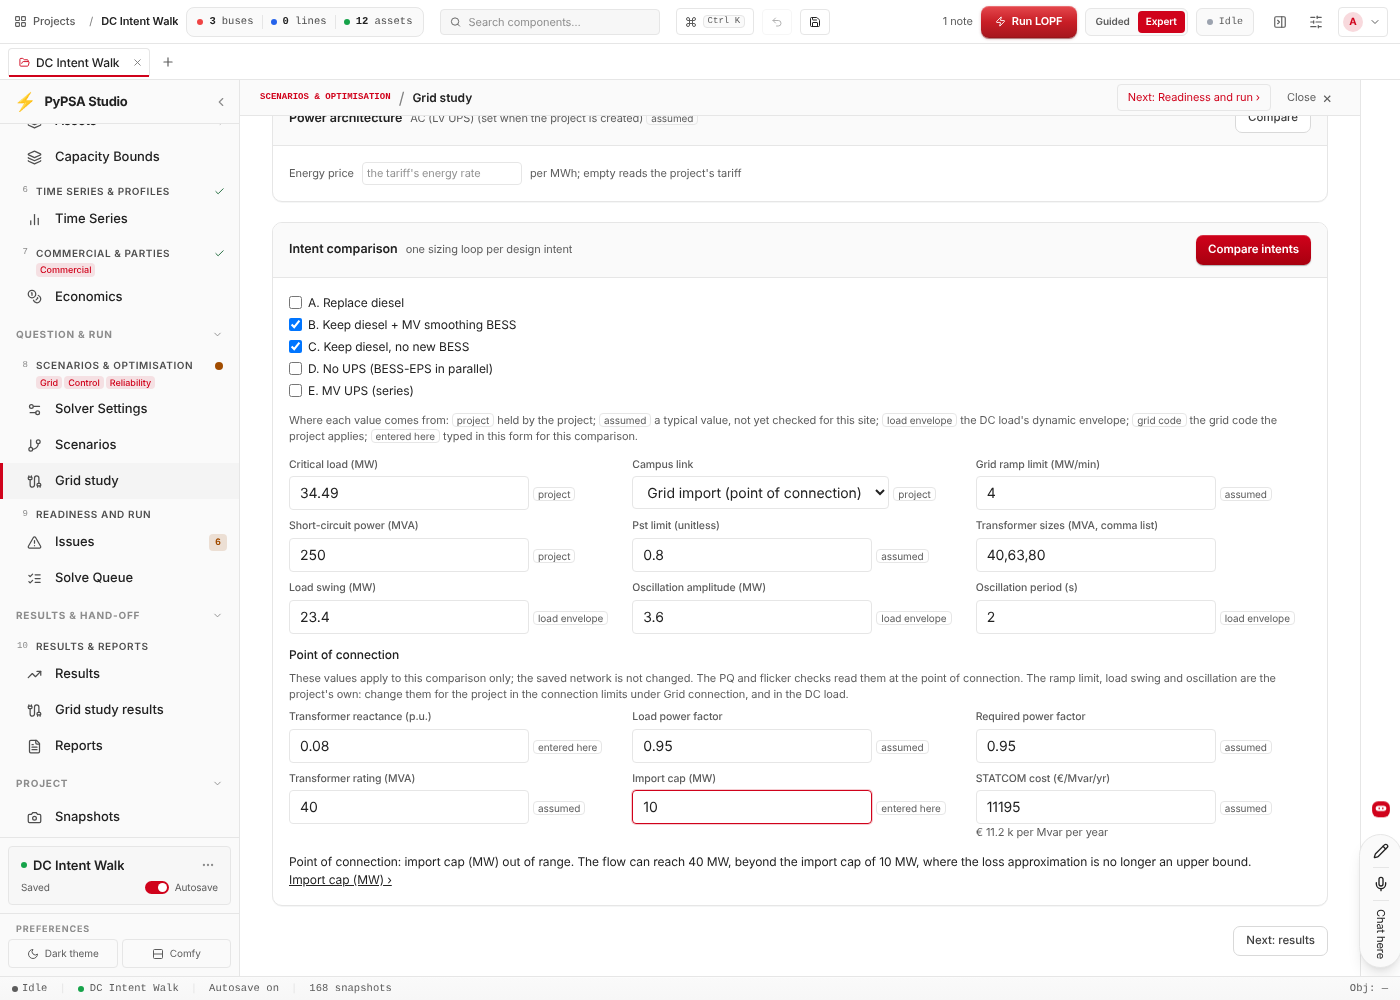 Projects / DC Intent Walk 3 buses 0 lines 12 assets Search components... ⌘ Ctrl K 1 note Run LOPF Guided Expert Idle A
DC Intent Walk × +
⚡ PyPSA Studio
SCENARIOS & OPTIMISATION / Grid study Next: Readiness and run › Close ×
Assets
Capacity Bounds
6 TIME SERIES & PROFILES
Time Series
7 COMMERCIAL & PARTIES
Commercial
Economics
QUESTION & RUN
8 SCENARIOS & OPTIMISATION
Grid Control Reliability
Solver Settings
Scenarios
Grid study
9 READINESS AND RUN
Issues 6
Solve Queue
RESULTS & HAND-OFF
10 RESULTS & REPORTS
Results
Grid study results
Reports
PROJECT
Snapshots
DC Intent Walk ...
Saved Autosave
PREFERENCES
Dark theme Comfy
Power architecture AC (LV UPS) (set when the project is created) assumed Compare
Energy price the tariff's energy rate per MWh; empty reads the project's tariff
Intent comparison one sizing loop per design intent Compare intents
A. Replace diesel
B. Keep diesel + MV smoothing BESS
C. Keep diesel, no new BESS
D. No UPS (BESS-EPS in parallel)
E. MV UPS (series)
Where each value comes from: project held by the project; assumed a typical value, not yet checked for this site; load envelope the DC load's dynamic envelope; grid code the grid code the
project applies; entered here typed in this form for this comparison.
Critical load (MW) Campus link Grid ramp limit (MW/min)
34.49 project Grid import (point of connection) project 4 assumed
Short-circuit power (MVA) Pst limit (unitless) Transformer sizes (MVA, comma list)
250 project 0.8 assumed 40,63,80
Load swing (MW) Oscillation amplitude (MW) Oscillation period (s)
23.4 load envelope 3.6 load envelope 2 load envelope
Point of connection
These values apply to this comparison only; the saved network is not changed. The PQ and flicker checks read them at the point of connection. The ramp limit, load swing and oscillation are the
project's own: change them for the project in the connection limits under Grid connection, and in the DC load.
Transformer reactance (p.u.) Load power factor Required power factor
0.08 entered here 0.95 assumed 0.95 assumed
Transformer rating (MVA) Import cap (MW) STATCOM cost (€/Mvar/yr)
40 assumed 10 entered here 11195 assumed
€ 11.2 k per Mvar per year
Point of connection: import cap (MW) out of range. The flow can reach 40 MW, beyond the import cap of 10 MW, where the loss approximation is no longer an upper bound.
Import cap (MW) ›
Next: results
Chat here
Idle DC Intent Walk Autosave on 168 snapshots Obj: —